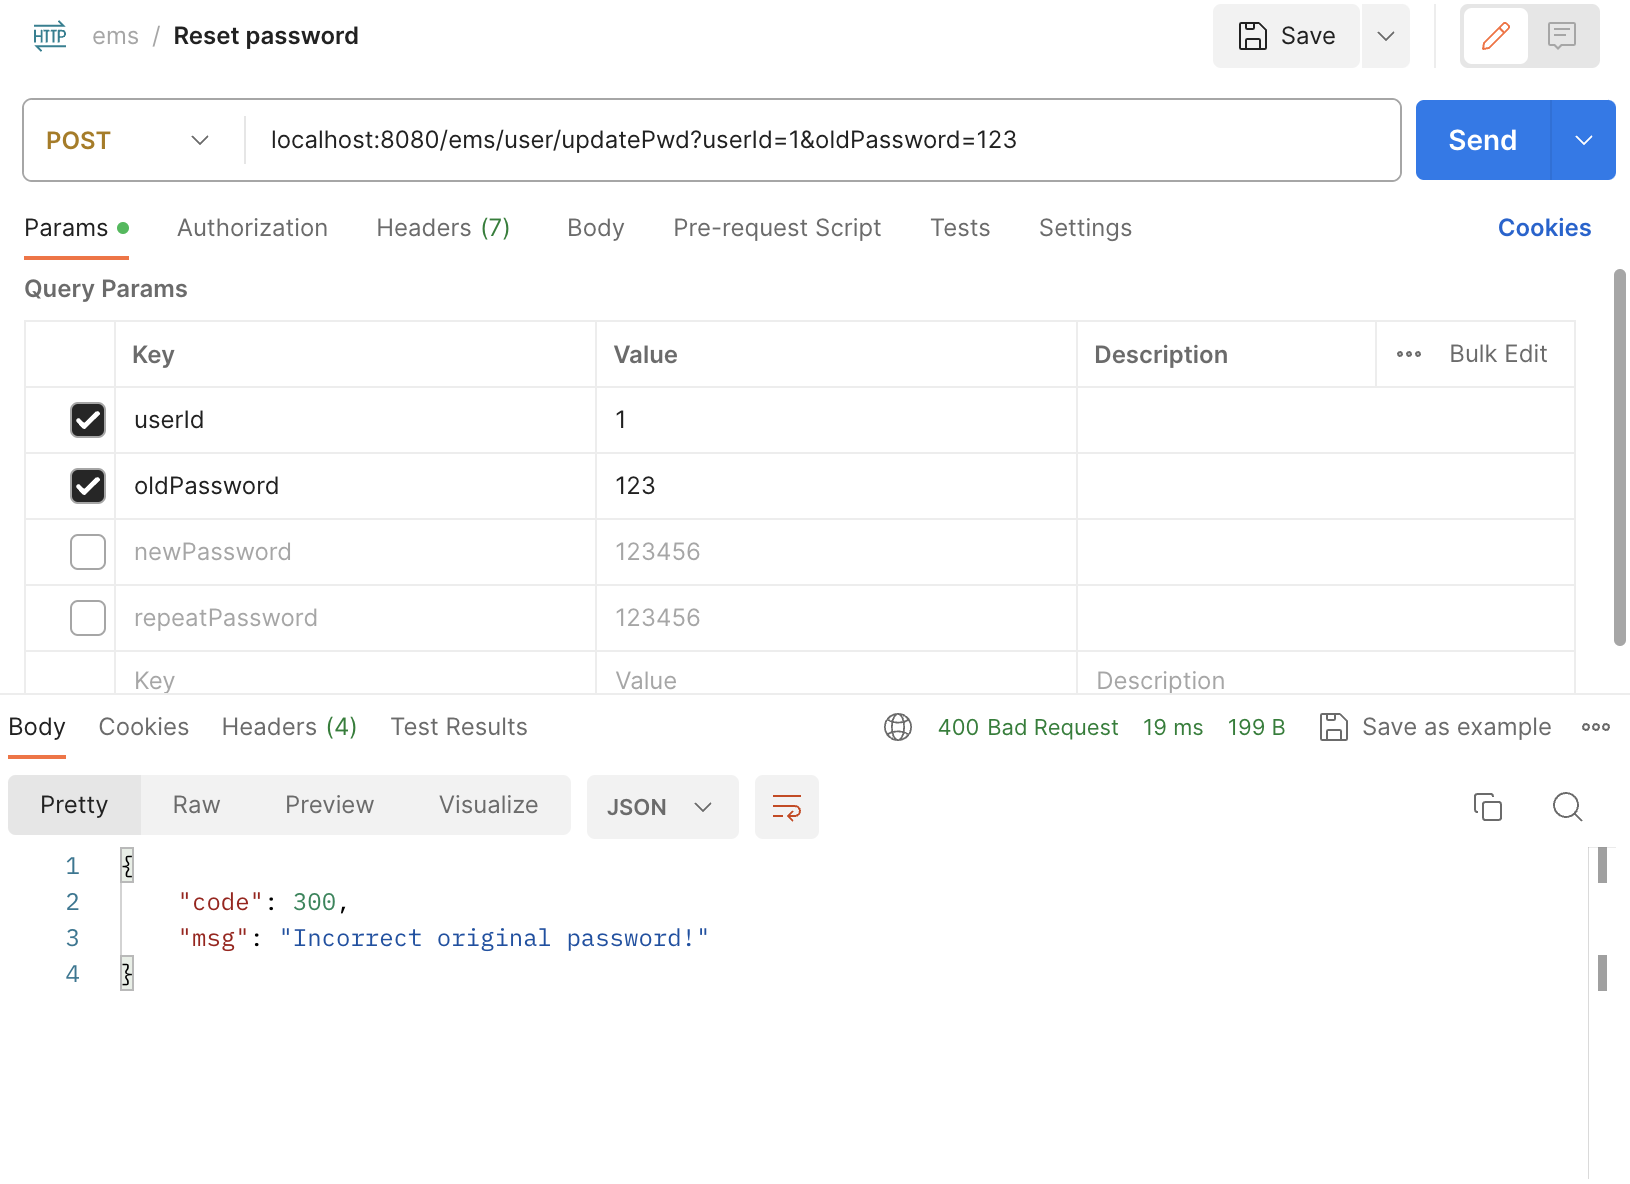 HTTP ems / Reset password Save
POST localhost:8080/ems/user/updatePwd?userId=1&oldPassword=123 Send
Params Authorization Headers (7) Body Pre-request Script Tests Settings Cookies
Query Params
Key Value Description Bulk Edit
userId 1
oldPassword 123
newPassword 123456
repeatPassword 123456
Key Value Description
Body Cookies Headers (4) Test Results 400 Bad Request 19 ms 199 B Save as example
Pretty Raw Preview Visualize JSON
1 {
2 "code": 300,
3 "msg": "Incorrect original password!"
4 }